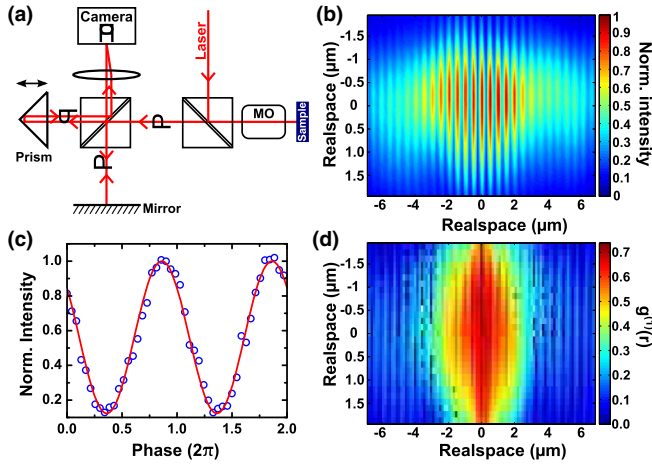 (a)
Camera
Laser
P
P
P
P
MO
Sample
Prism
Mirror
(b)
Realspace (µm)
-1.5
-0.5
0
0.5
1.0
1.5
-6 -4 -2 0 2 4 6
Realspace (µm)
1
0.9
0.8
0.7
0.6
0.5
0.4
0.3
0.2
0.1
0
Norm. intensity
(c)
Norm. Intensity
1.0
0.8
0.6
0.4
0.2
0.0 0.5 1.0 1.5 2.0
Phase (2π)
(d)
Realspace (µm)
-1.5
-0.5
0
0.5
1.0
1.5
-6 -4 -2 0 2 4 6
Realspace (µm)
0.7
0.6
0.5
0.4
0.3
0.2
0.1
0
g⁽¹⁾(r)